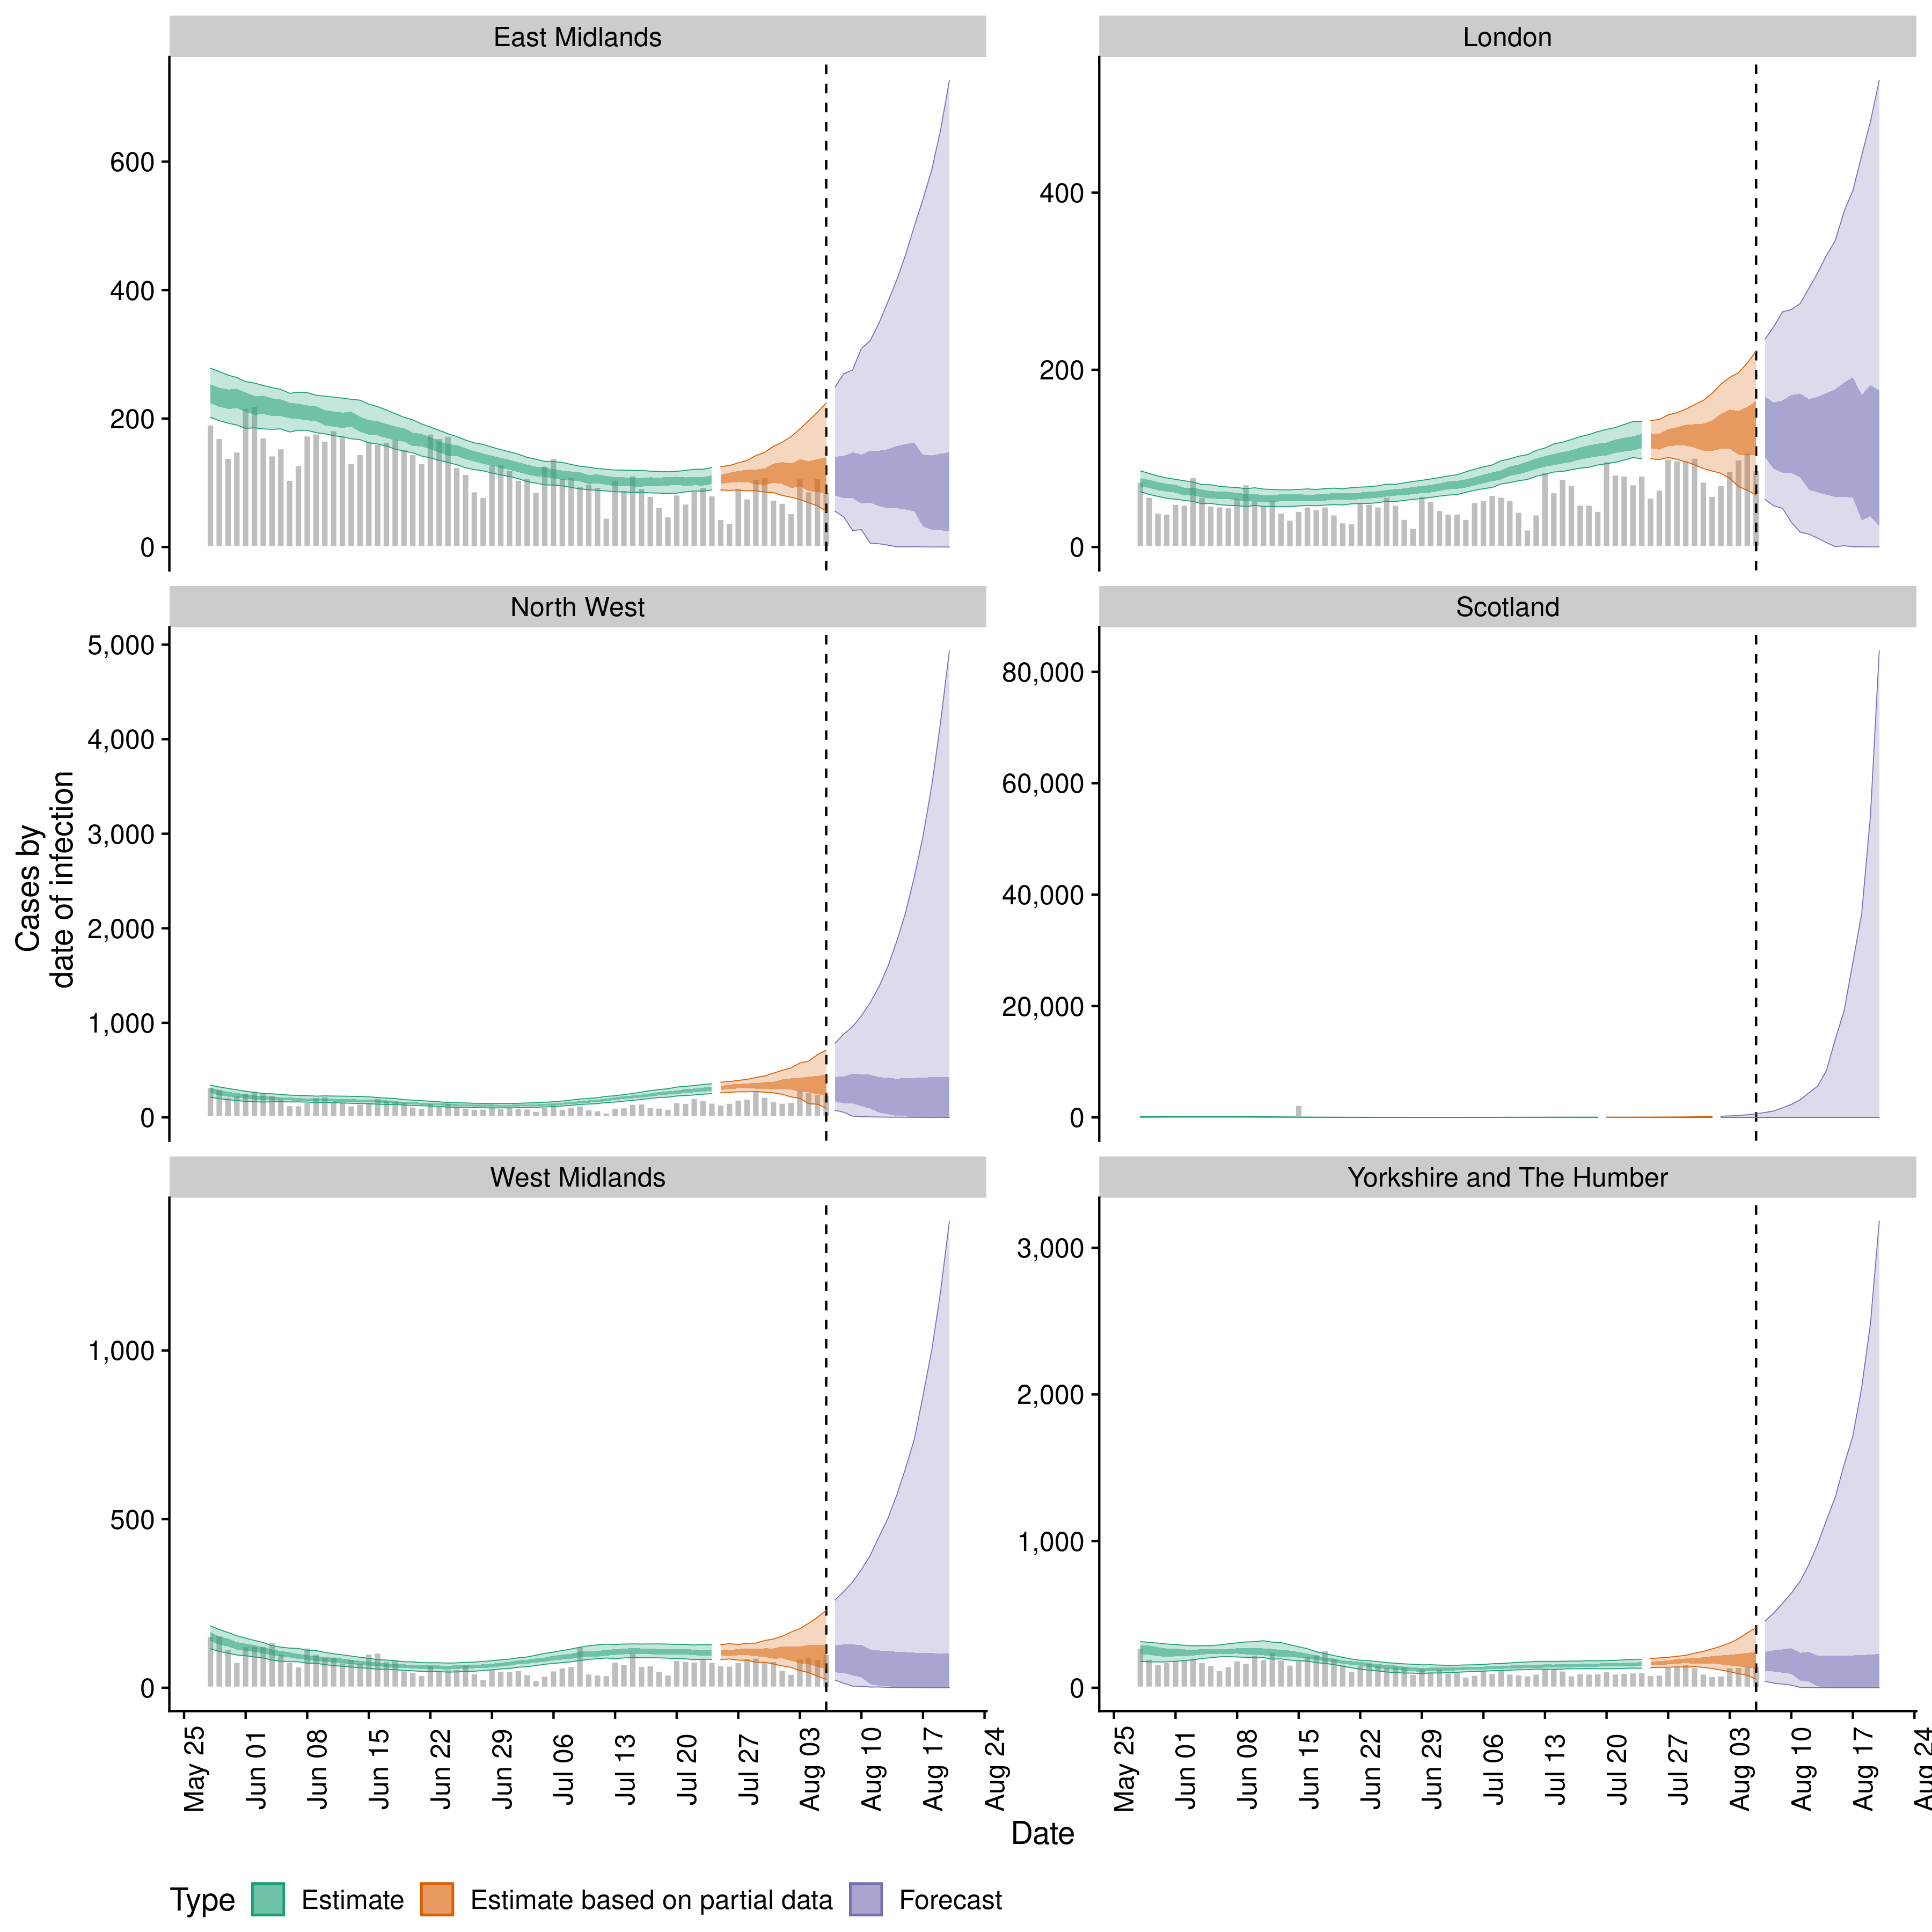 East Midlands
London
600
400
200
0
400
200
0
North West
Scotland
5,000
4,000
3,000
2,000
1,000
0
80,000
60,000
40,000
20,000
0
Cases by
date of infection
West Midlands
Yorkshire and The Humber
1,000
500
0
3,000
2,000
1,000
0
May 25
Jun 01
Jun 08
Jun 15
Jun 22
Jun 29
Jul 06
Jul 13
Jul 20
Jul 27
Aug 03
Aug 10
Aug 17
Aug 24
May 25
Jun 01
Jun 08
Jun 15
Jun 22
Jun 29
Jul 06
Jul 13
Jul 20
Jul 27
Aug 03
Aug 10
Aug 17
Aug 24
Date
Type Estimate Estimate based on partial data Forecast